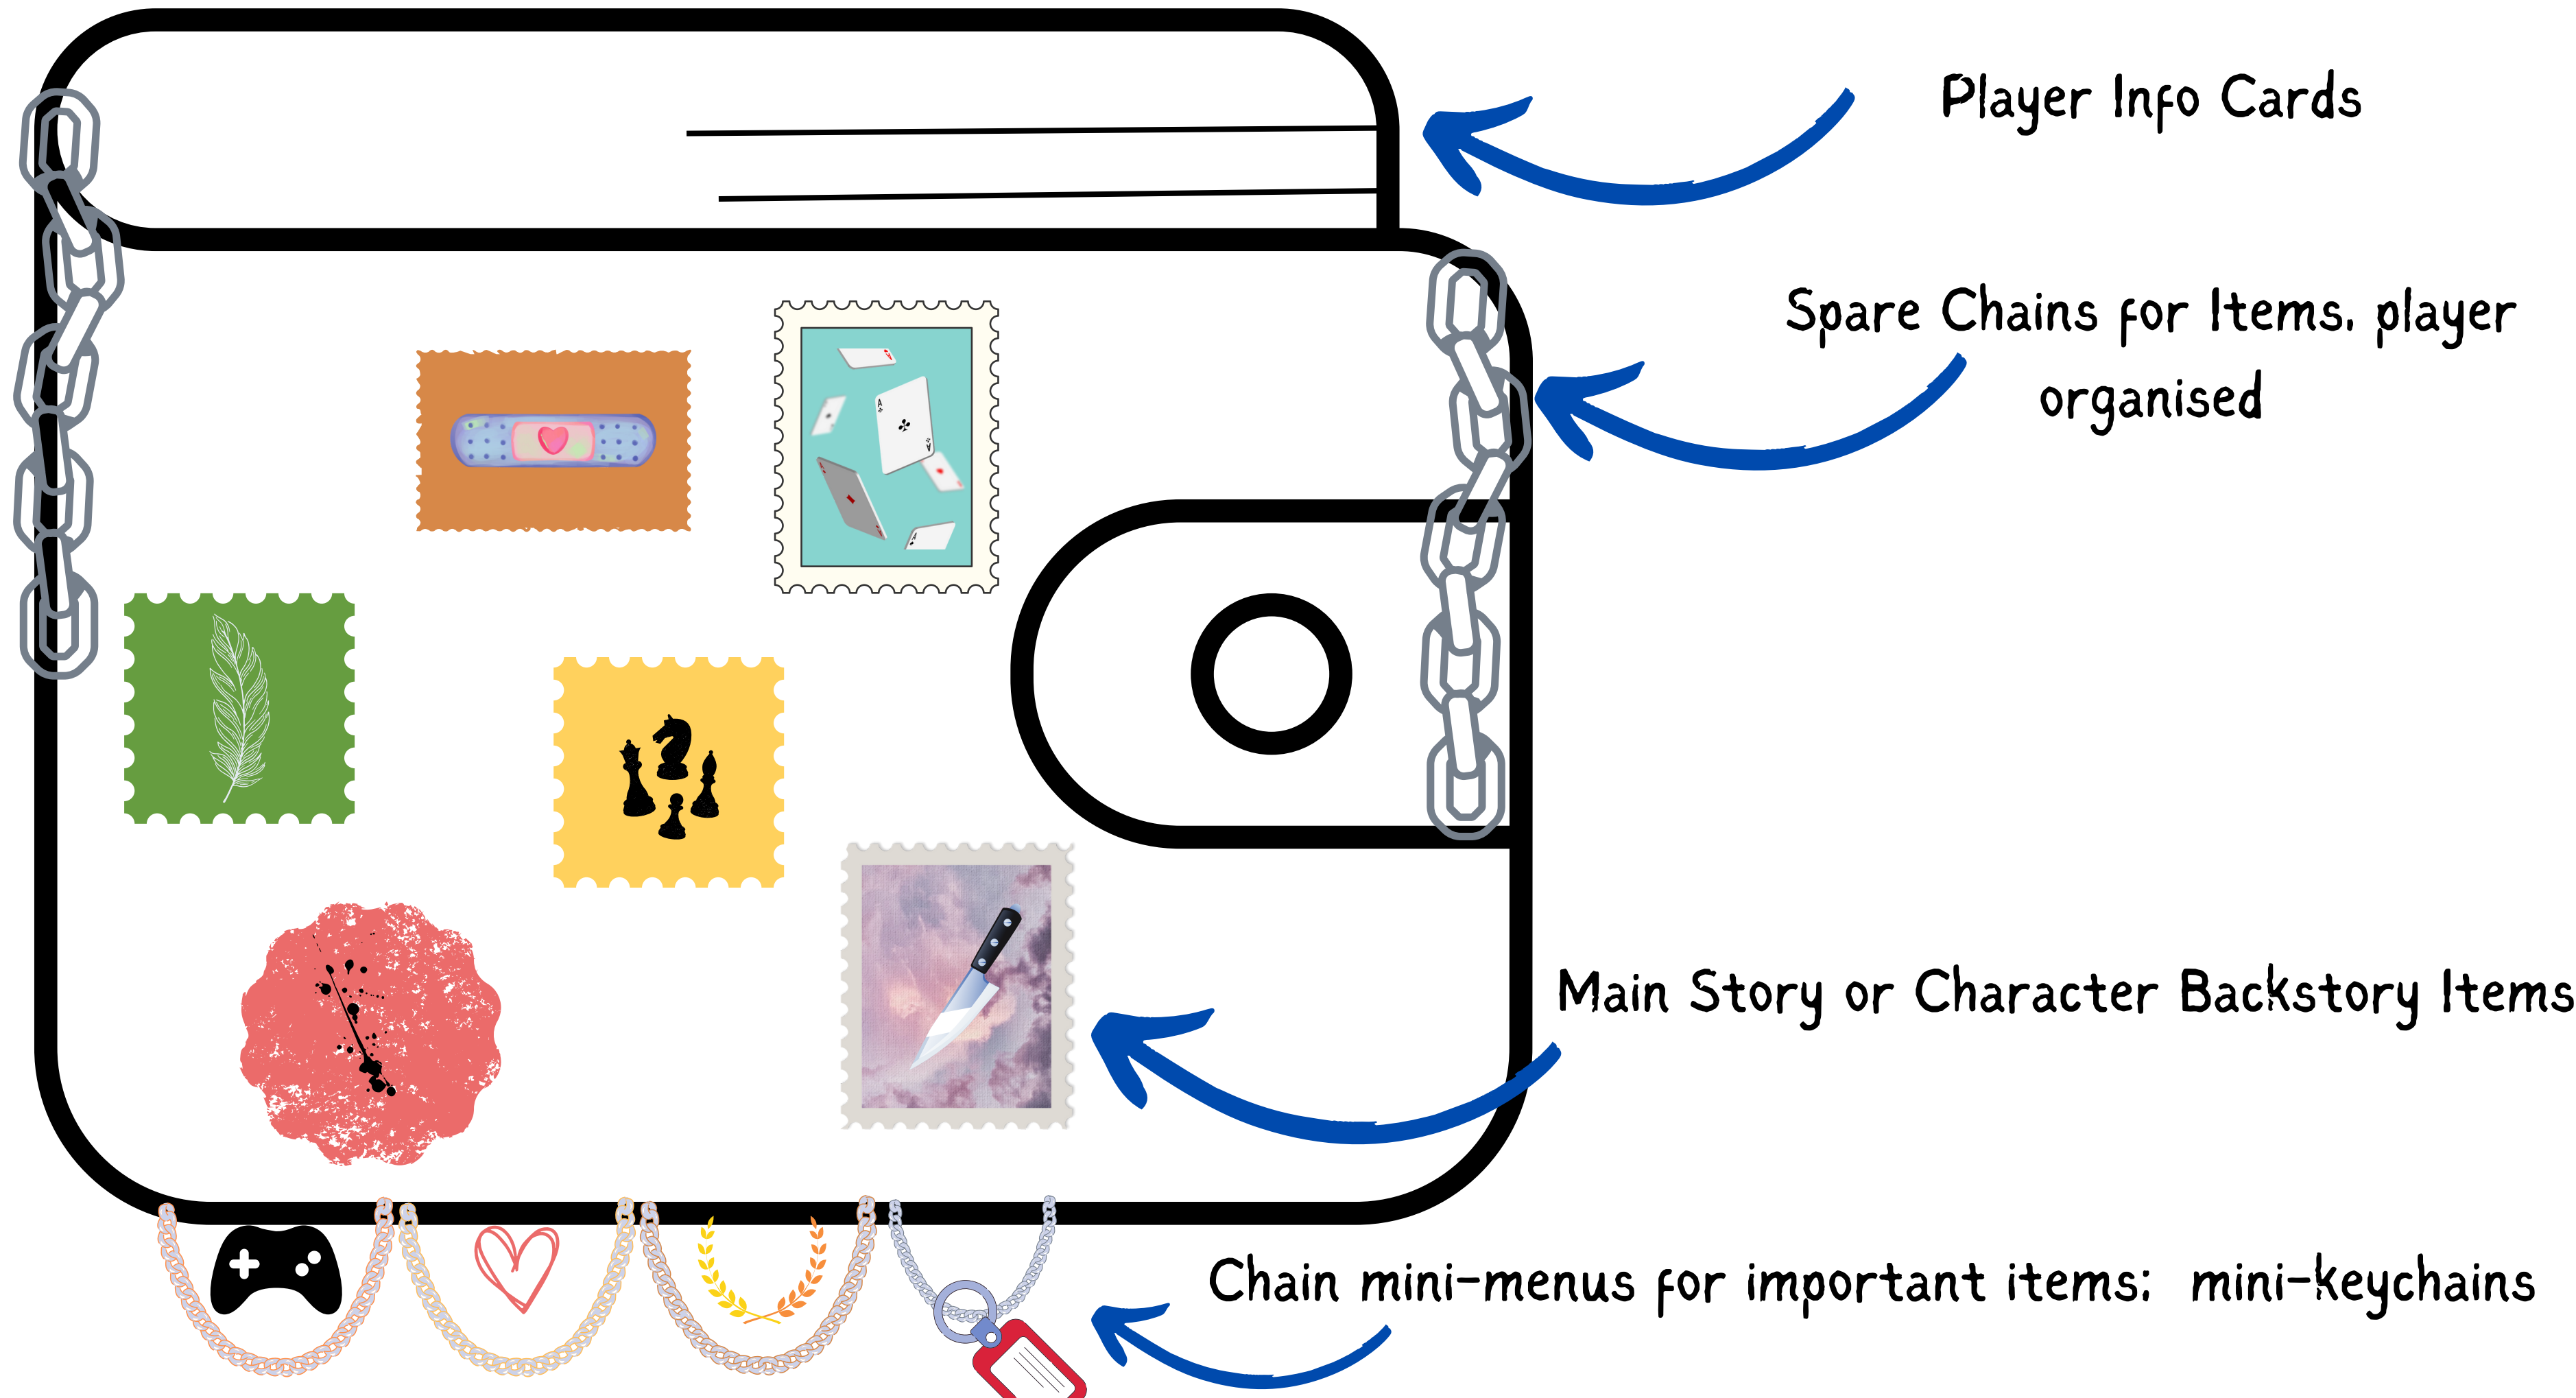 Player Info Cards
Spare Chains for Items. player
organised
A
A
A
Main Story or Character Backstory Items
Chain mini-menus for important items; mini-keychains